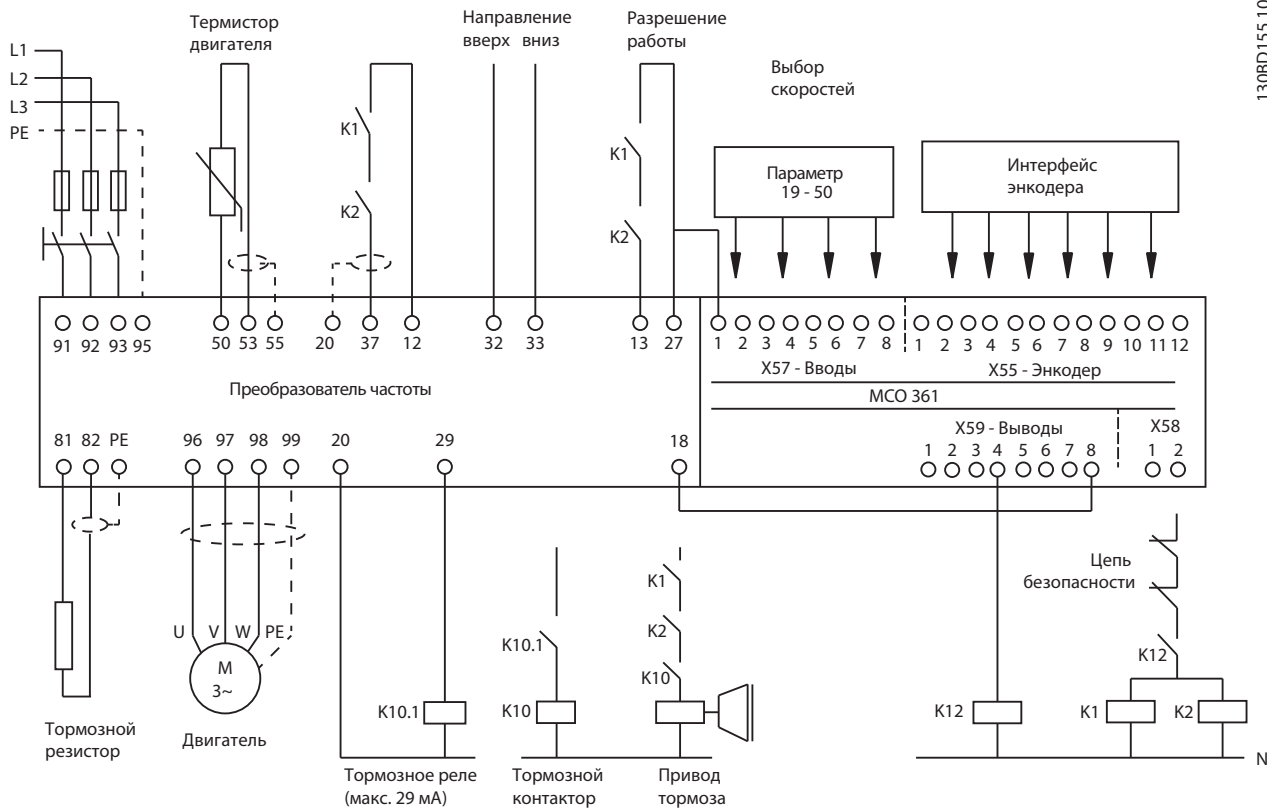 130BD155.10
Термистор
двигателя
Направление
вверх вниз
Разрешение
работы
Выбор
скоростей
L1
L2
L3
PE
K1
K2
K1
K2
Параметр
19 - 50
Интерфейс
энкодера
91 92 93 95 50 53 55 20 37 12 32 33 13 27 1 2 3 4 5 6 7 8 1 2 3 4 5 6 7 8 9 10 11 12
X57 - Вводы X55 - Энкодер
Преобразователь частоты
MCO 361
81 82 PE 96 97 98 99 20 29 18
X59 - Выводы X58
1 2 3 4 5 6 7 8 1 2
Цепь
безопасности
U V W PE
M
3~
K1
K2
K10.1
K10
K12
K10.1 K10 K12 K1 K2
N
Тормозной
резистор
Двигатель
Тормозное реле
(макс. 29 мА)
Тормозной
контактор
Привод
тормоза